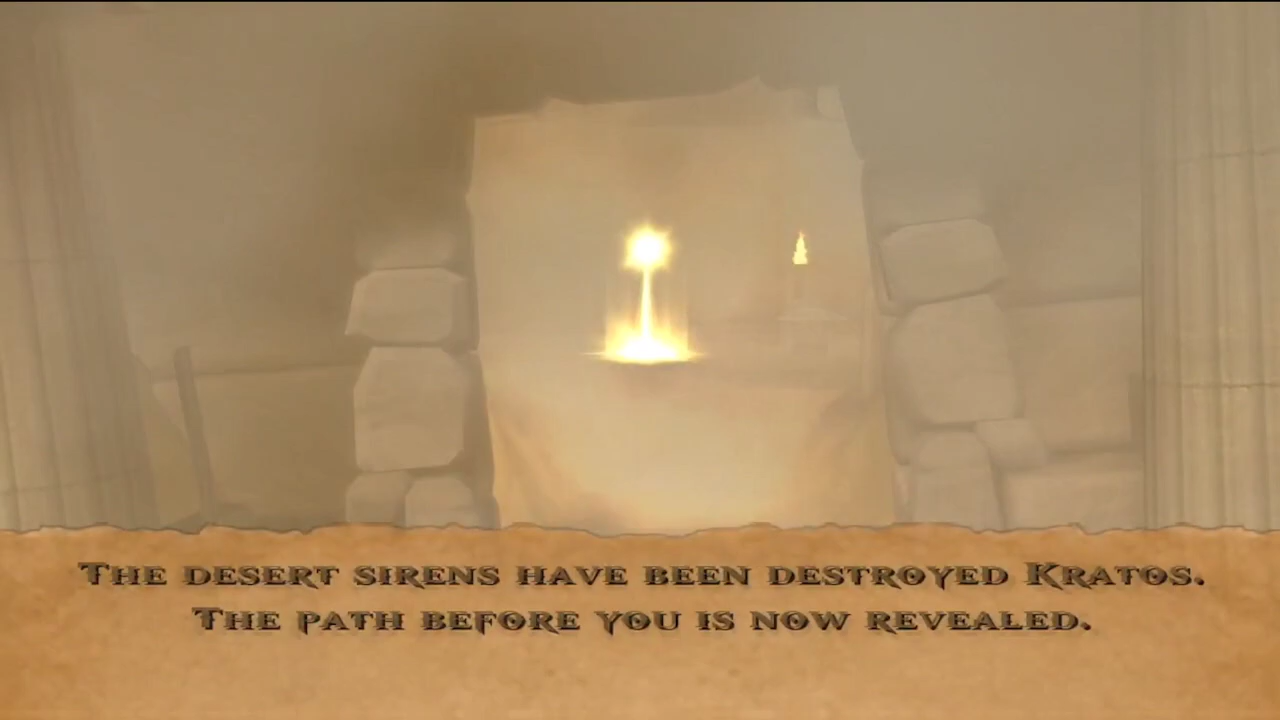 The desert sirens have been destroyed Kratos.
The path before you is now revealed.